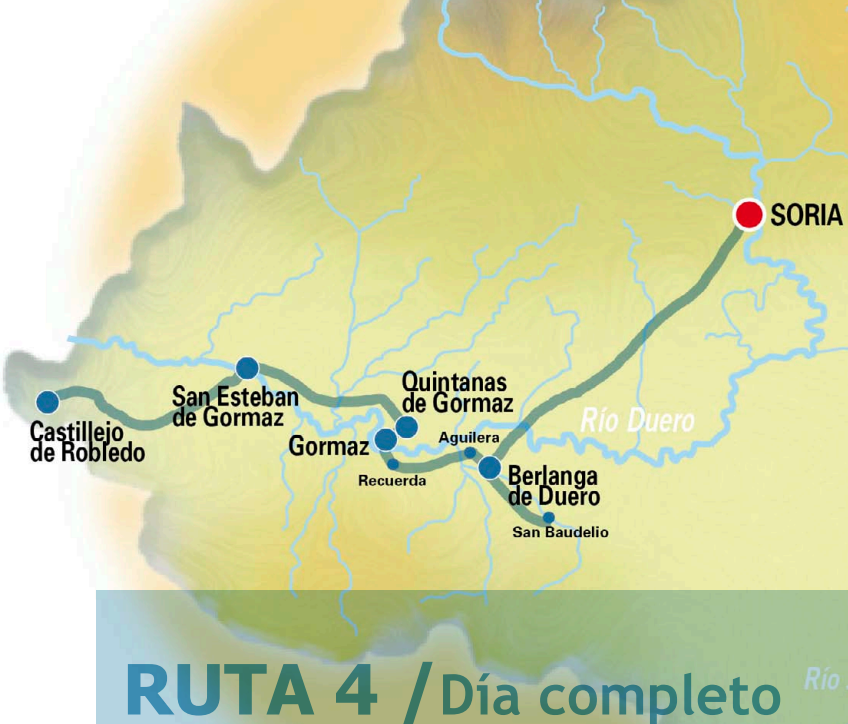 SORIA
Quintanas
de Gormaz
San Esteban
de Gormaz
Río Duero
Castillejo
de Robledo
Gormaz
Aguilera
Recuerda
Berlanga
de Duero
San Baudelio
Río
RUTA 4 / Día completo